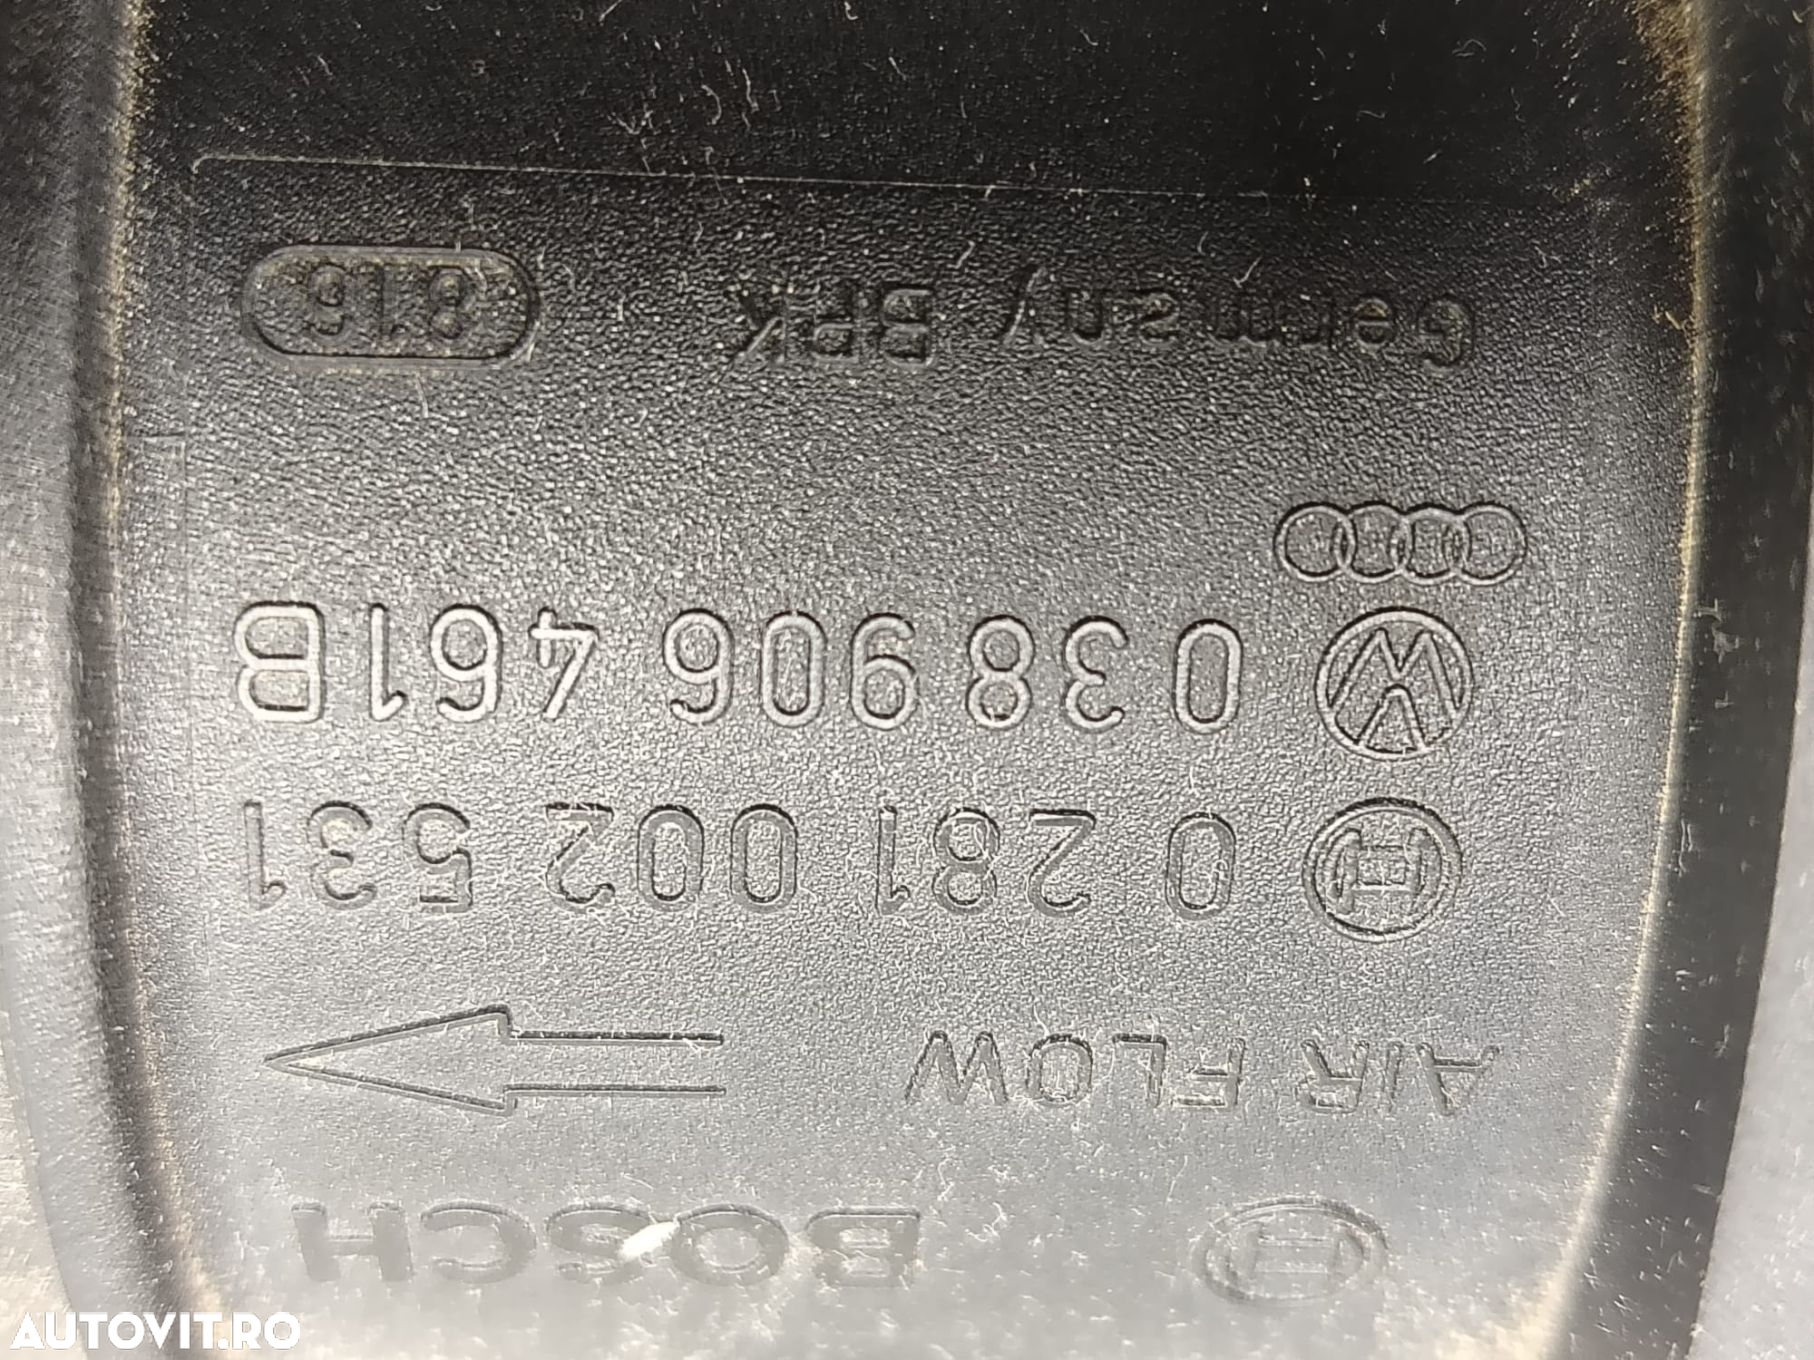 BOSCH
AIR FLOW
0 281 002 531
038 906 461B
Germany BPK 816
AUTOVIT.RO